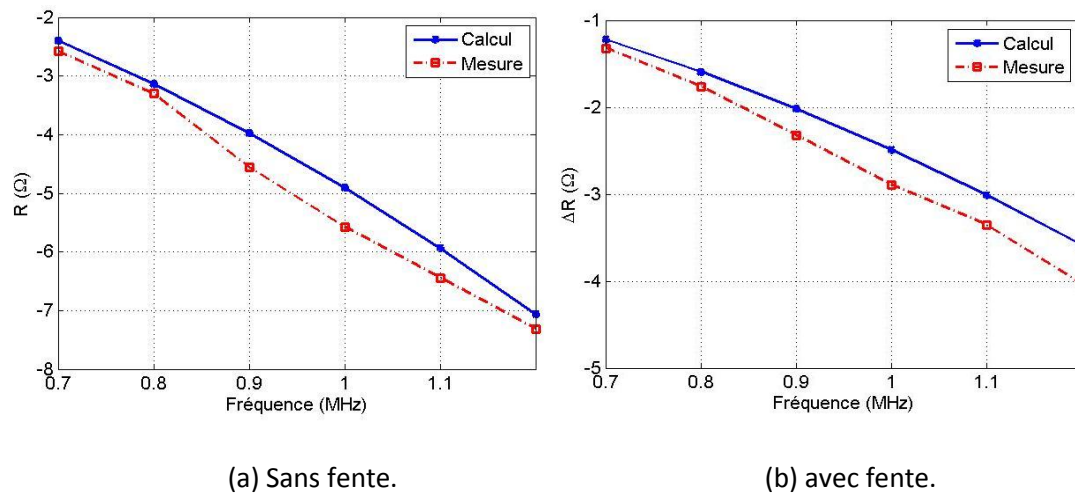 -2
-3
-4
-5
-6
-7
-8
R (Ω)
0.7 0.8 0.9 1 1.1
Fréquence (MHz)
Calcul
Mesure
(a) Sans fente.
-1
-2
-3
-4
-5
ΔR (Ω)
0.7 0.8 0.9 1 1.1
Fréquence (MHz)
Calcul
Mesure
(b) avec fente.